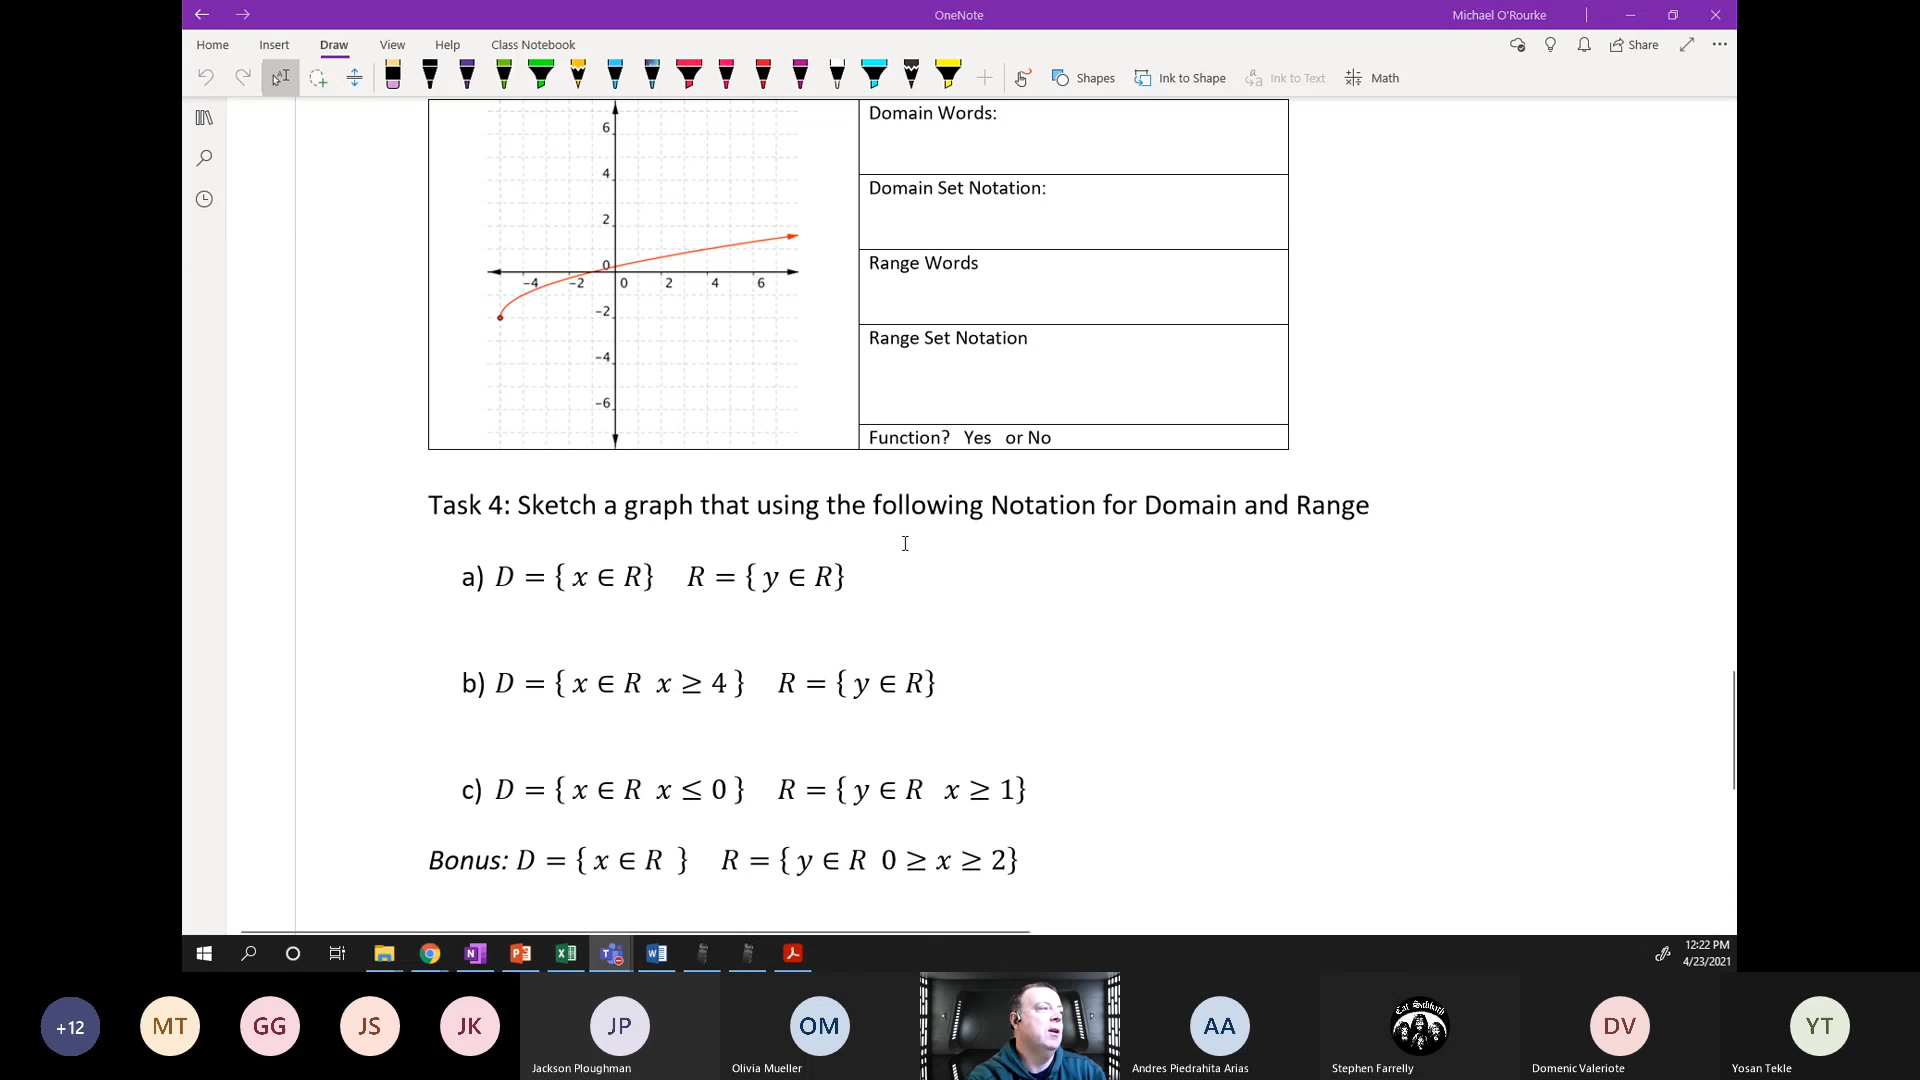 OneNote
Michael O'Rourke
Home Insert Draw View Help Class Notebook
Share
Shapes Ink to Shape Ink to Text Math
Domain Words:
Domain Set Notation:
Range Words
Range Set Notation
Function? Yes or No
6
4
2
0
−4 −2 0 2 4 6
−2
−4
−6
Task 4: Sketch a graph that using the following Notation for Domain and Range
a) D = { x ∈ R} R = { y ∈ R}
b) D = { x ∈ R x ≥ 4 } R = { y ∈ R}
c) D = { x ∈ R x ≤ 0 } R = { y ∈ R x ≥ 1}
Bonus: D = { x ∈ R } R = { y ∈ R 0 ≥ x ≥ 2}
12:22 PM
4/23/2021
+12 MT GG JS JK JP OM AA Eat Sabbath DV YT
Jackson Ploughman Olivia Mueller Andres Piedrahita Arias Stephen Farrelly Domenic Valeriote Yosan Tekle